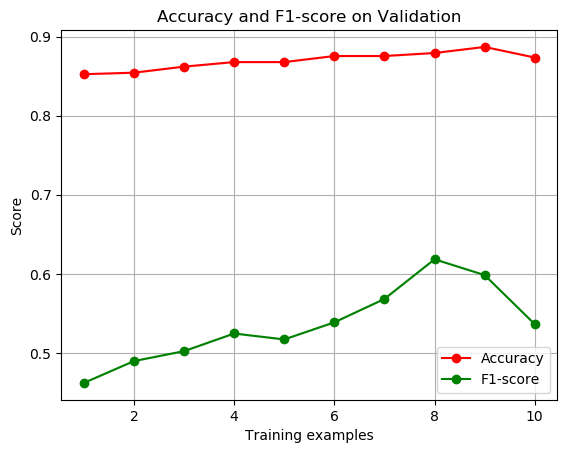 Accuracy and F1-score on Validation
0.9
0.8
0.7
0.6
0.5
Score
2 4 6 8 10
Training examples
Accuracy
F1-score